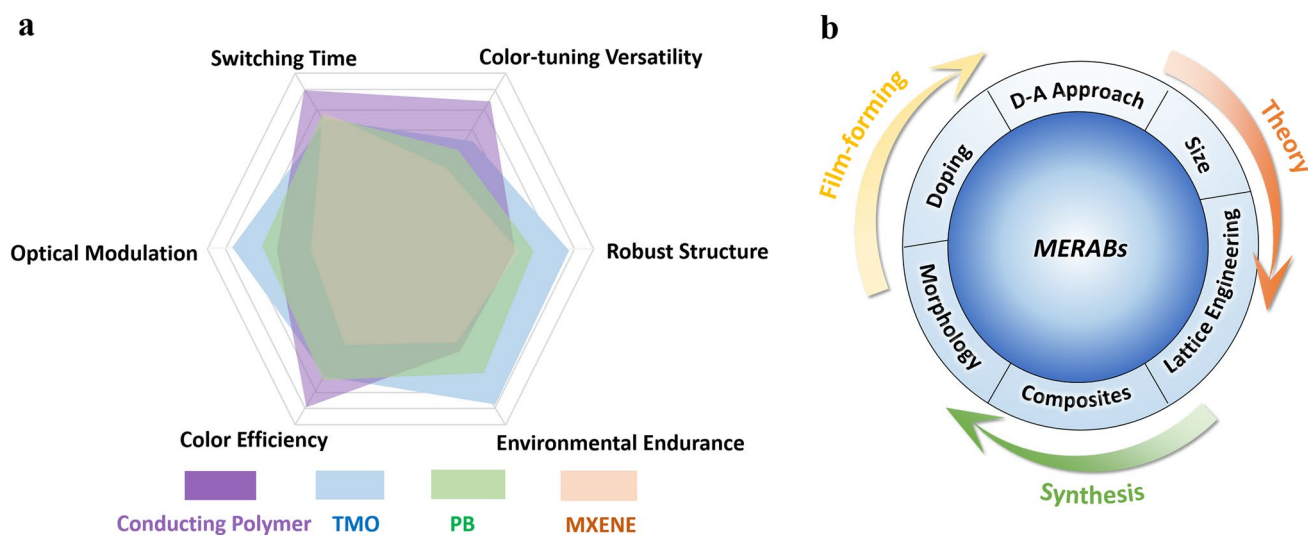 a
Switching Time
Color-tuning Versatility
Optical Modulation
Robust Structure
Color Efficiency
Environmental Endurance
Conducting Polymer
TMO
PB
MXENE
b
Film-forming
Theory
Synthesis
D-A Approach
Size
Lattice Engineering
Composites
Morphology
Doping
MERABs